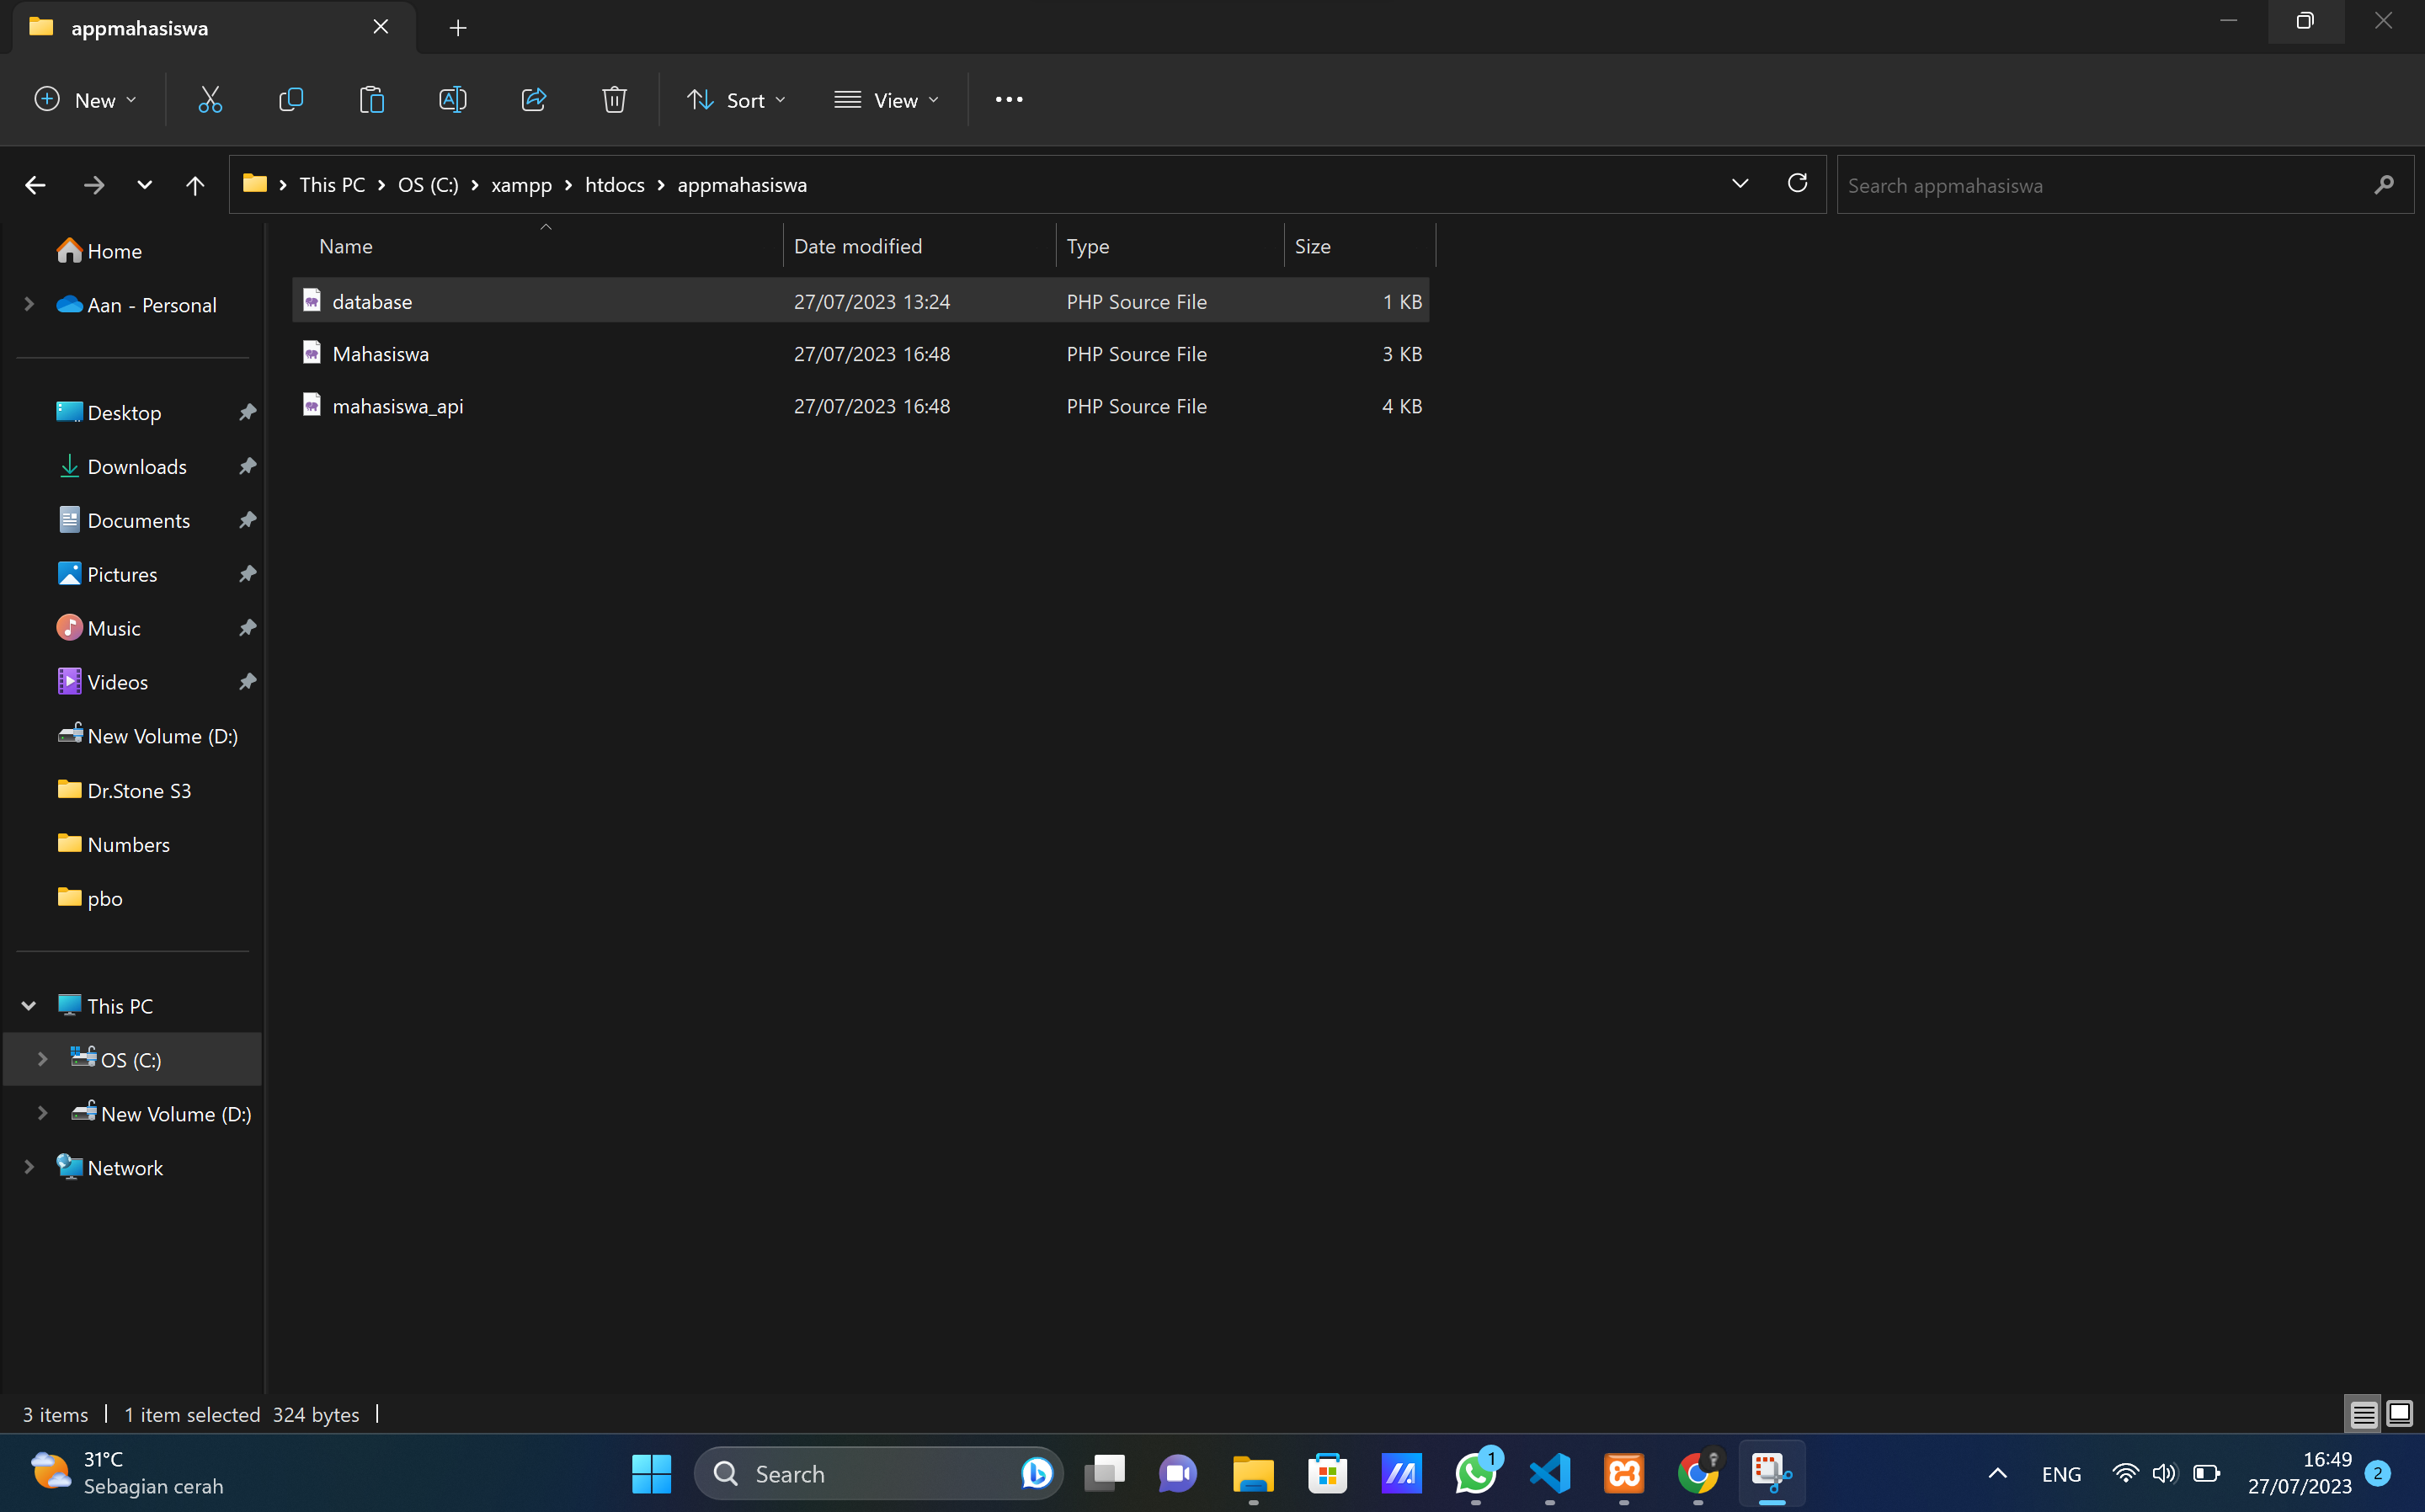 appmahasiswa
New
Sort
View
This PC
OS (C:)
xampp
htdocs
appmahasiswa
Search appmahasiswa
Name
Date modified
Type
Size
database
27/07/2023 13:24
PHP Source File
1 KB
Mahasiswa
27/07/2023 16:48
PHP Source File
3 KB
mahasiswa_api
27/07/2023 16:48
PHP Source File
4 KB
Home
Aan - Personal
Desktop
Downloads
Documents
Pictures
Music
Videos
New Volume (D:)
Dr.Stone S3
Numbers
pbo
This PC
OS (C:)
New Volume (D:)
Network
3 items
1 item selected 324 bytes
31°C
Sebagian cerah
Search
1
ENG
16:49
27/07/2023
2